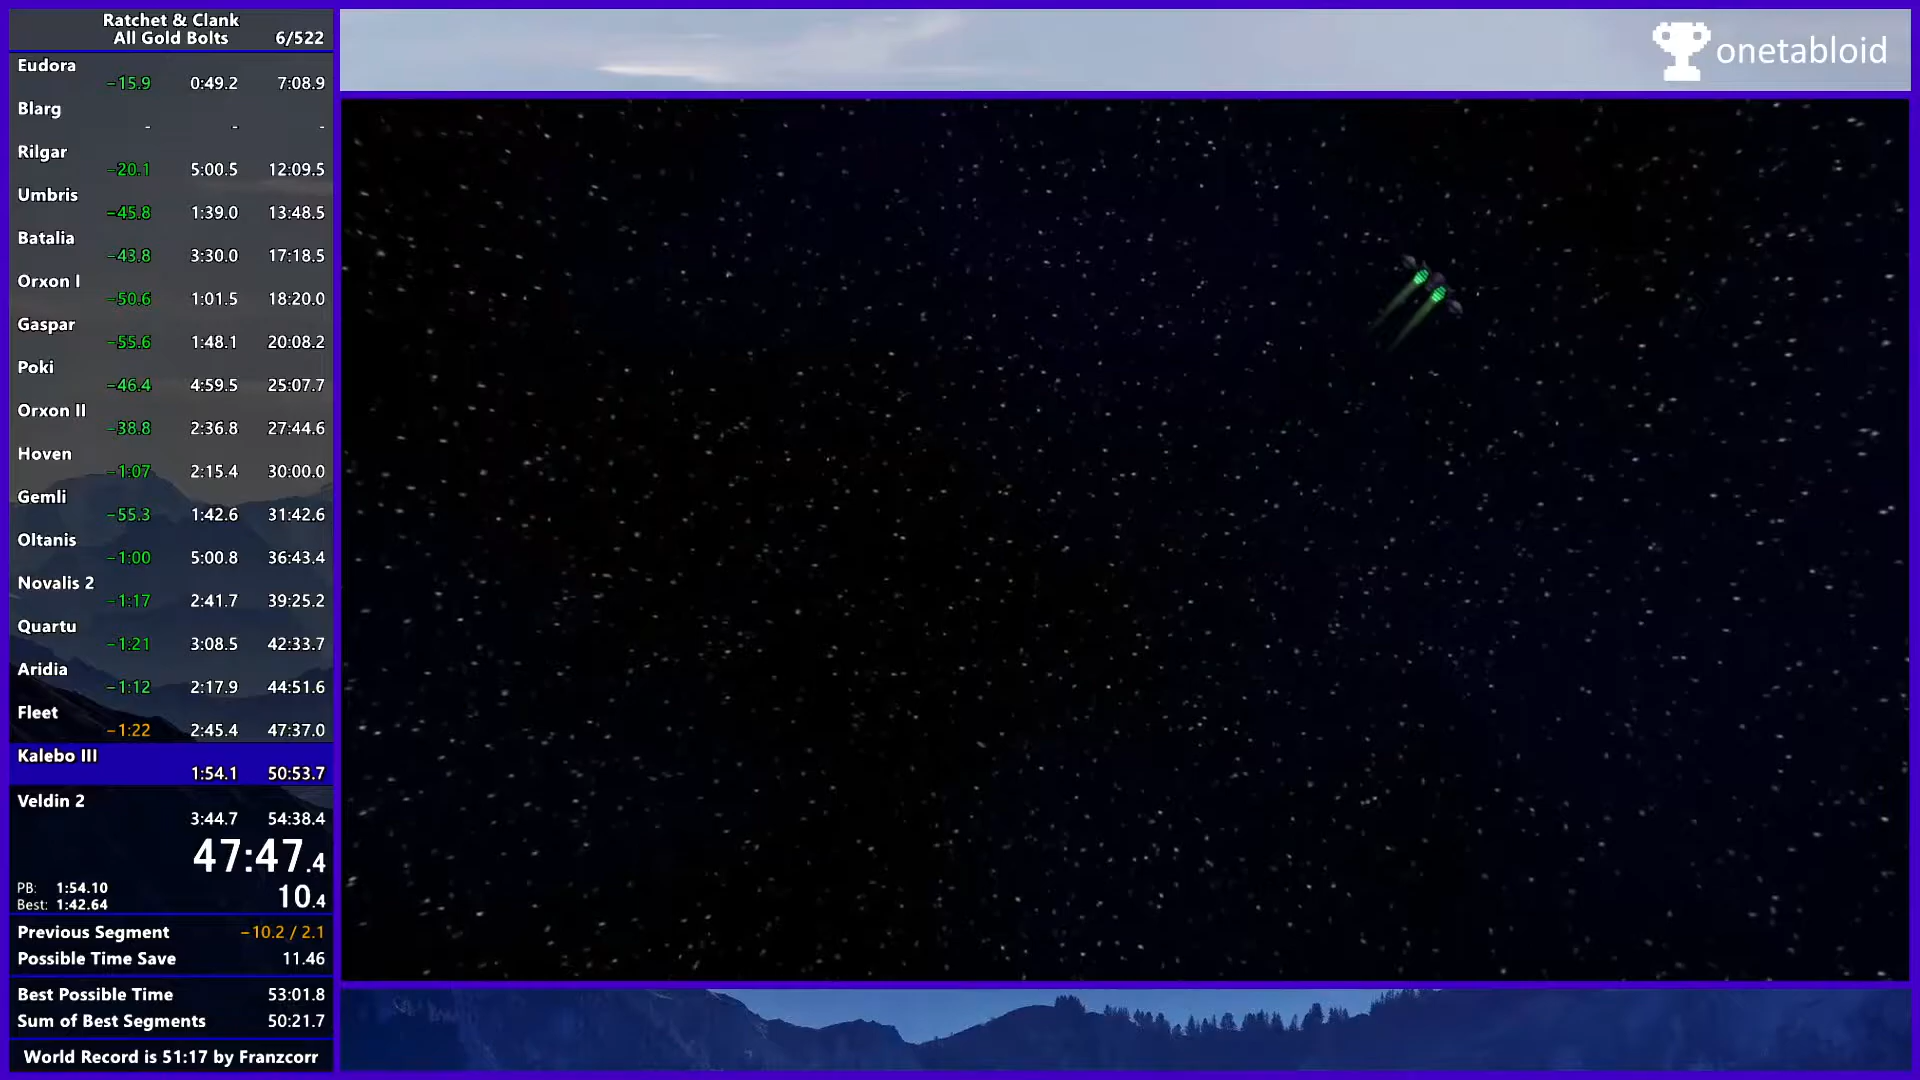 Ratchet & Clank
All Gold Bolts 6/522
onetabloid
Eudora
-15.9 0:49.2 7:08.9
Blarg
- - -
Rilgar
-20.1 5:00.5 12:09.5
Umbris
-45.8 1:39.0 13:48.5
Batalia
-43.8 3:30.0 17:18.5
Orxon I
-50.6 1:01.5 18:20.0
Gaspar
-55.6 1:48.1 20:08.2
Poki
-46.4 4:59.5 25:07.7
Orxon II
-38.8 2:36.8 27:44.6
Hoven
-1:07 2:15.4 30:00.0
Gemli
-55.3 1:42.6 31:42.6
Oltanis
-1:00 5:00.8 36:43.4
Novalis 2
-1:17 2:41.7 39:25.2
Quartu
-1:21 3:08.5 42:33.7
Aridia
-1:12 2:17.9 44:51.6
Fleet
-1:22 2:45.4 47:37.0
Kalebo III
1:54.1 50:53.7
Veldin 2
3:44.7 54:38.4
47:47.4
PB: 1:54.10
Best: 1:42.64 10.4
Previous Segment -10.2 / 2.1
Possible Time Save 11.46
Best Possible Time 53:01.8
Sum of Best Segments 50:21.7
World Record is 51:17 by Franzcorr